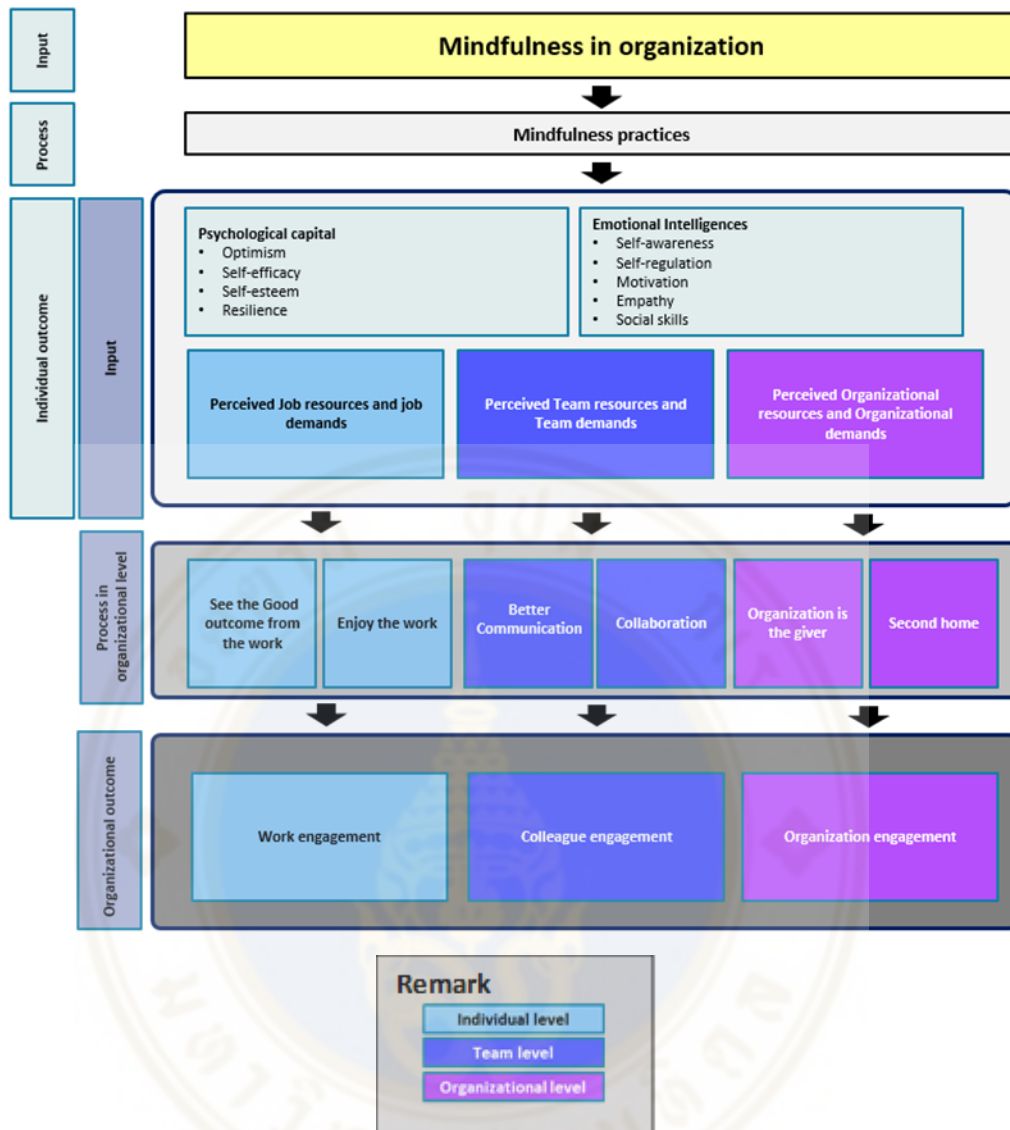 Input
Mindfulness in organization
Process
Mindfulness practices
Individual outcome
Input
Psychological capital
• Optimism
• Self-efficacy
• Self-esteem
• Resilience
Emotional Intelligences
• Self-awareness
• Self-regulation
• Motivation
• Empathy
• Social skills
Perceived Job resources and job
demands
Perceived Team resources and
Team demands
Perceived Organizational
resources and Organizational
demands
Process in
organizational level
See the Good
outcome from
the work
Enjoy the work
Better
Communication
Collaboration
Organization is
the giver
Second home
Organizational outcome
Work engagement
Colleague engagement
Organization engagement
Remark
Individual level
Team level
Organizational level